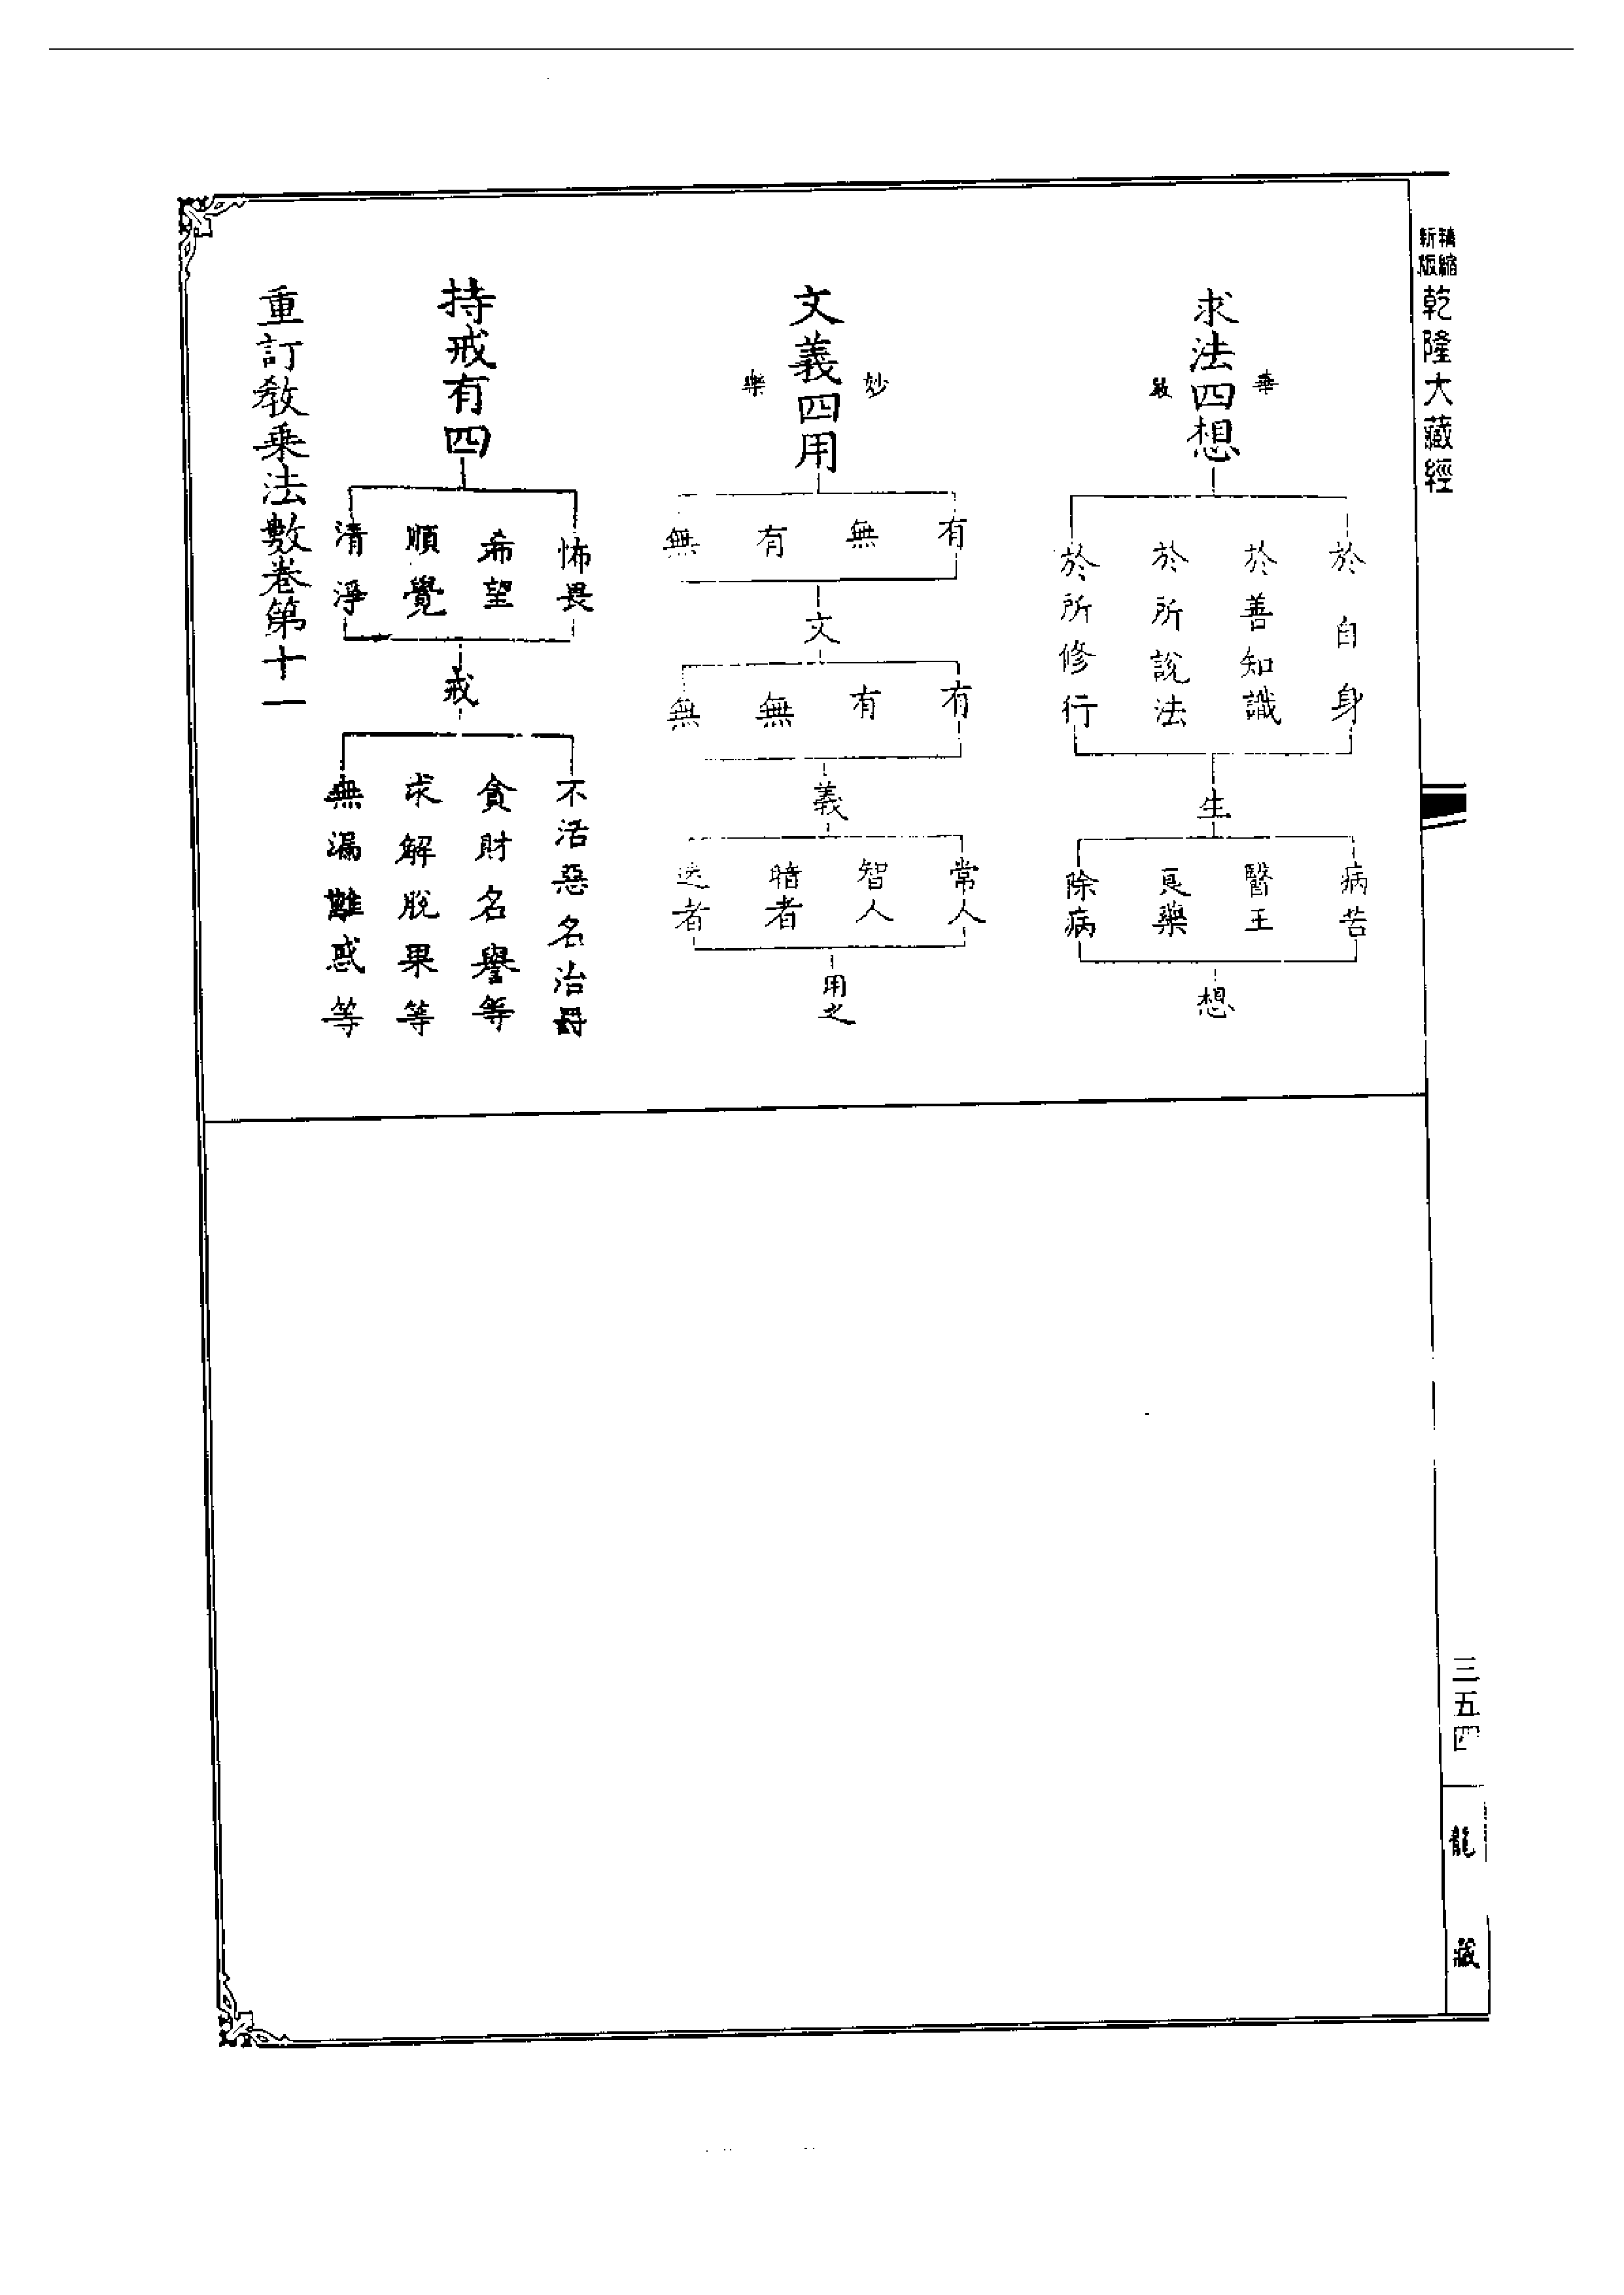 新版精縮
乾隆大藏經
求法四想
華嚴
於自身
於善知識
於所說法
於所修行
生
病苦
醫王
良藥
除病
想
文義四用
妙樂
有
無
有
無
文
有
有
無
無
義
常人
智人
暗者
迷者
用之
持戒有四
怖畏
希望
順覺
清淨
戒
不活惡名治罰
貪財名譽等
求解脫果等
無漏離惑等
重訂教乘法數卷第十一
三五四
龍藏